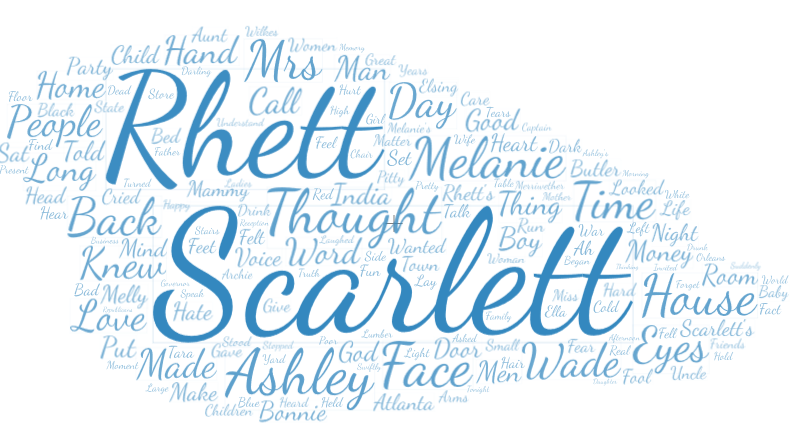 Aunt Wilkes
Child Hand Mrs Women Memory
Party Darling Man Great
Home Dead Store Call Hurt Years Elsing
Floor Black State Rhett High Day Care
People Understand Girl Melanie's Good Tears Captain
Find Bed Feel Matter Wife Heart Dark Ashley's
Sat Told Father Chair Set Melanie Butler Morning
Present Long Turned Ladies Pitty Pretty Table Merriwether
Head Cried Mammy Red India Rhett's Mother Time Looked White
Hear Happy Drink Thought Talk Thing Life
Back Reception Run War Left Night
Business Mind Stairs Felt Laughed Wanted Boy Ah Money Drunk
Knew Feet Voice Word Side Town Woman Began Orleans
Archie Truth Fun Lay Thinking Invited Room Suddenly
Bad Melly Governor Scarlett Miss Hard Forget World
Speak House Baby
Love Hate Give Ella Cold Fact
Family Fell Scarlett's
Put Stood Stopped Poor Lumber Asked Afternoon Eyes Friends
Tara Gave God Light Door Small Fear Real Hold
Moment Made Yard Swiftly Face Hair Wade
Large Make Ashley Men Daughter Fool Uncle
Blue Heard Held Tonight
Children Bonnie Atlanta Arms